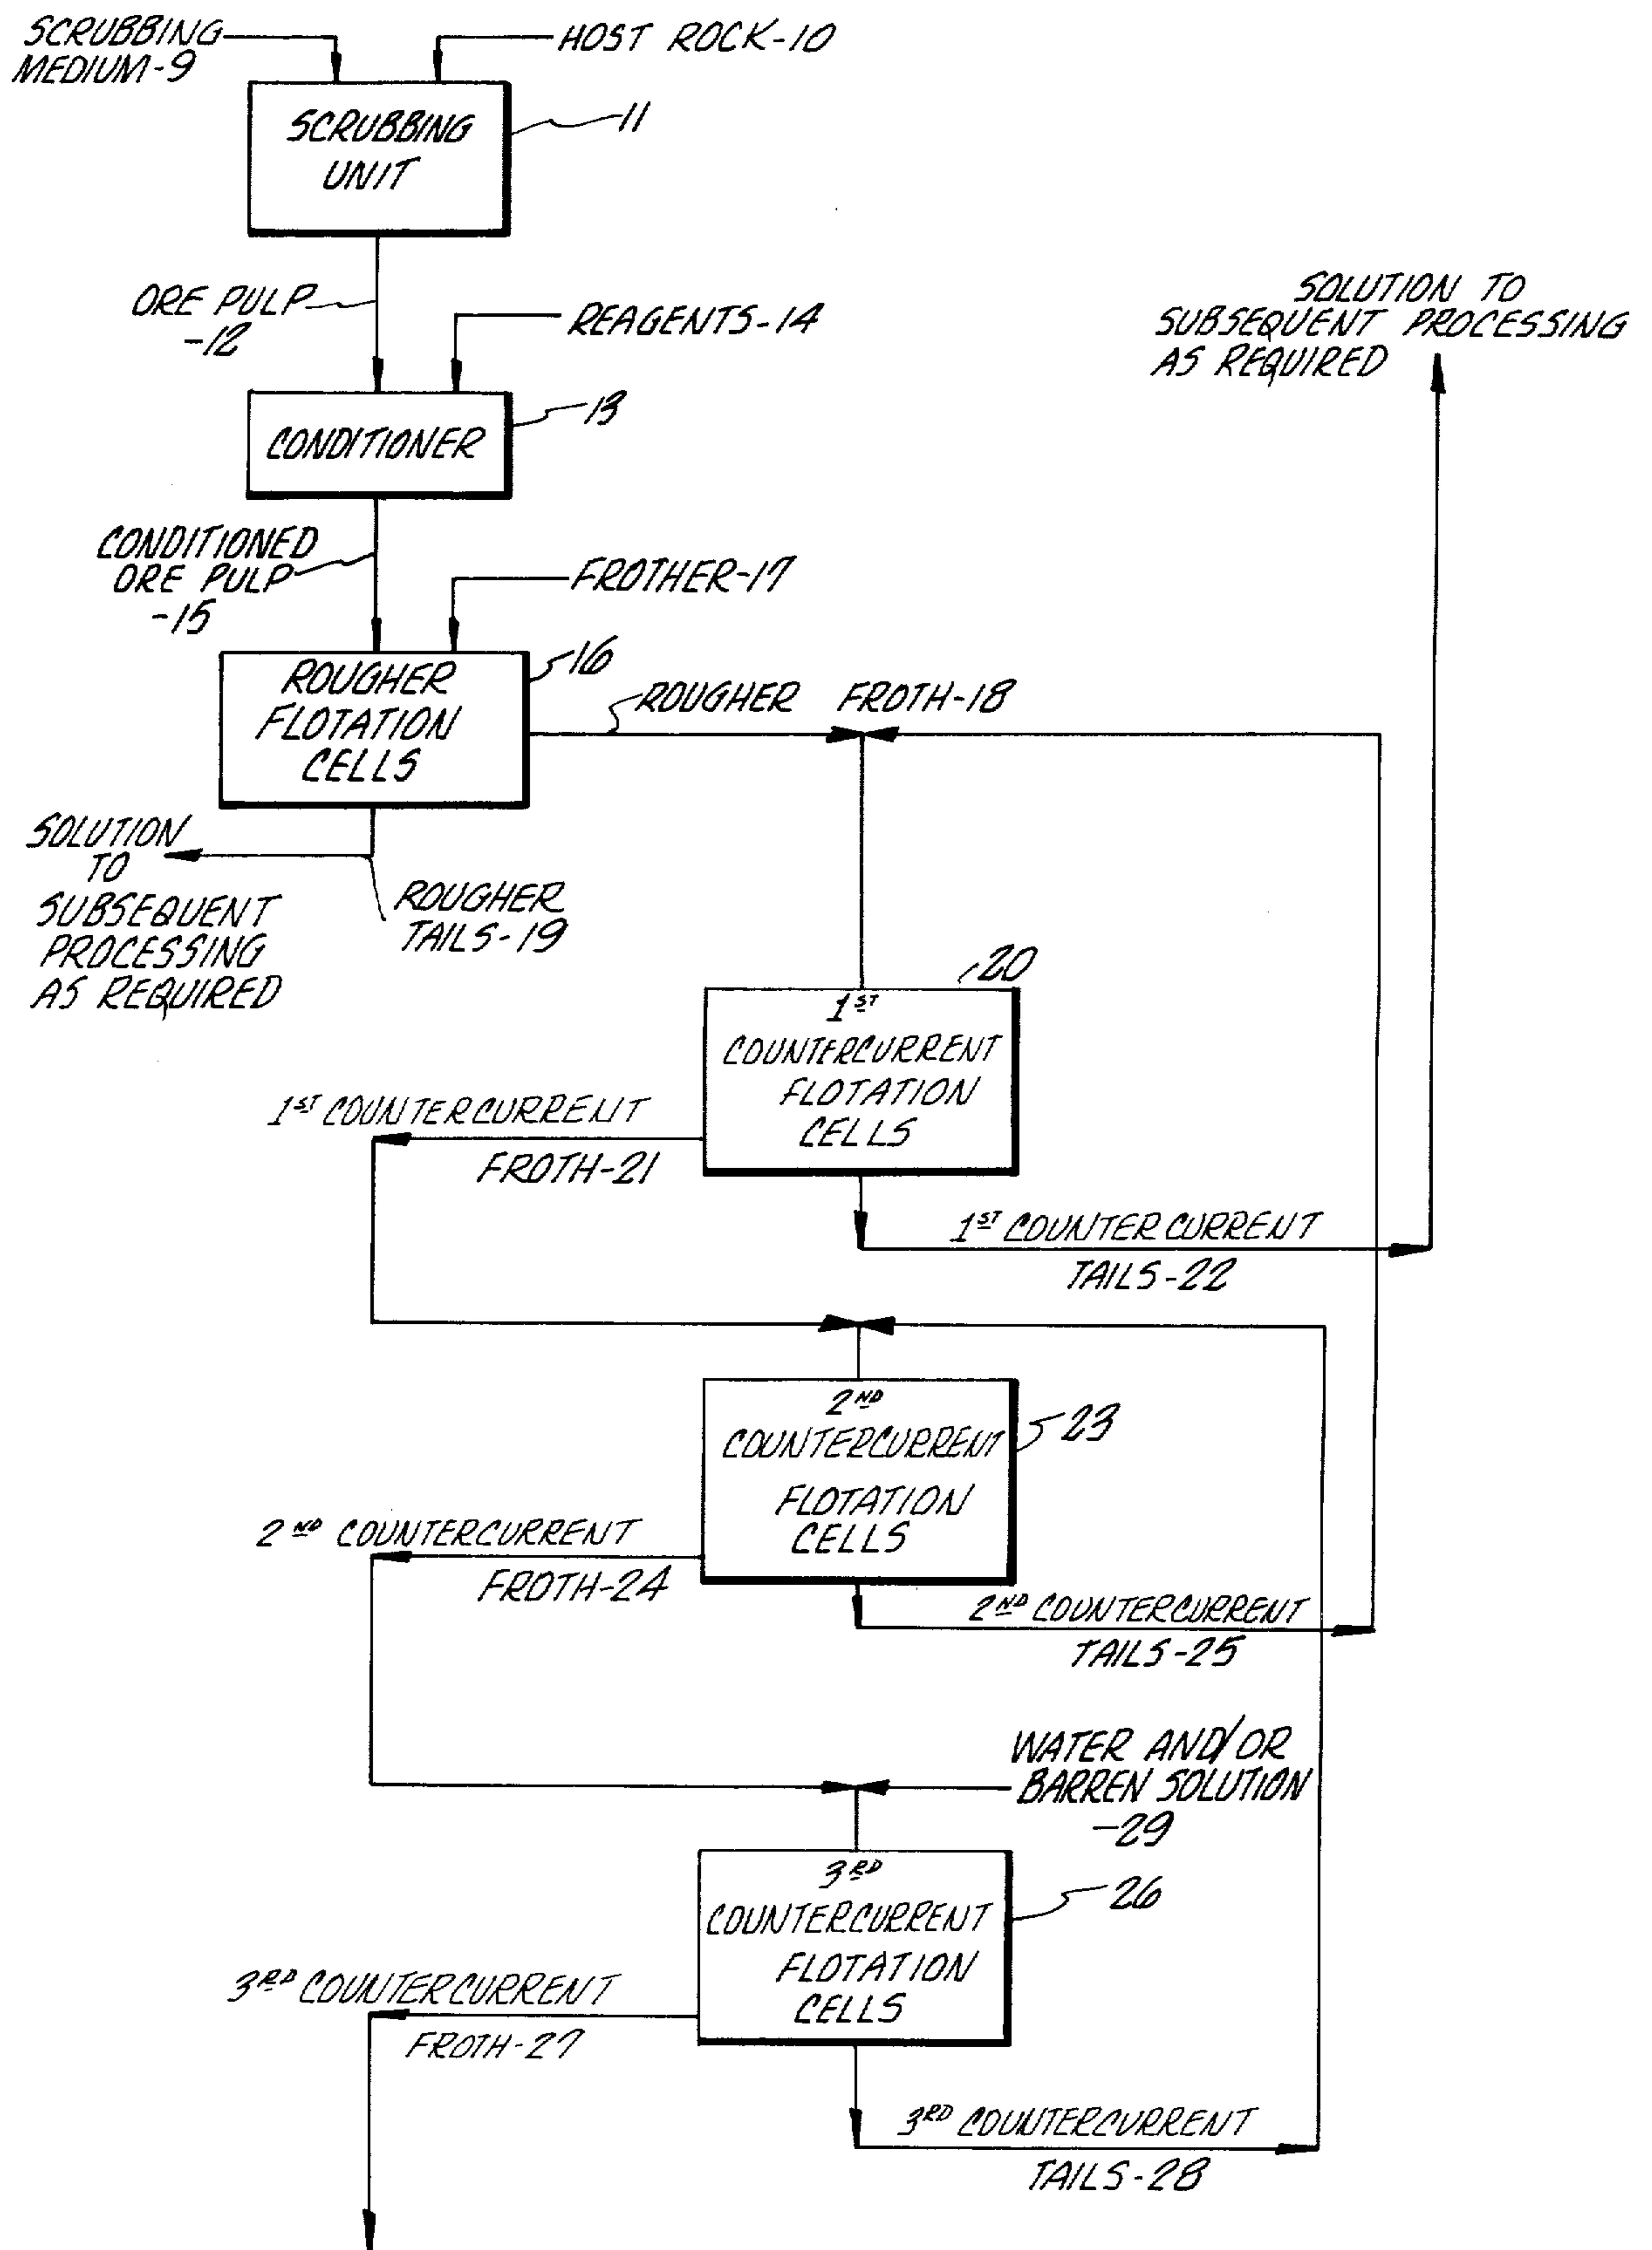 SCRUBBING
MEDIUM-9
HOST ROCK-10
SCRUBBING
UNIT
11
ORE PULP
-12
REAGENTS-14
SOLUTION TO
SUBSEQUENT PROCESSING
AS REQUIRED
CONDITIONER
13
CONDITIONED
ORE PULP
-15
FROTHER-17
ROUGHER
FLOTATION
CELLS
16
ROUGHER FROTH-18
SOLUTION
TO
SUBSEQUENT
PROCESSING
AS REQUIRED
ROUGHER
TAILS-19
20
1ST
COUNTERCURRENT
FLOTATION
CELLS
1ST COUNTERCURRENT
FROTH-21
1ST COUNTERCURRENT
TAILS-22
2ND
COUNTERCURRENT
FLOTATION
CELLS
23
2ND COUNTERCURRENT
FROTH-24
2ND COUNTERCURRENT
TAILS-25
WATER AND/OR
BARREN SOLUTION
-29
3RD
COUNTERCURRENT
FLOTATION
CELLS
26
3RD COUNTERCURRENT
FROTH-27
3RD COUNTERCURRENT
TAILS-28